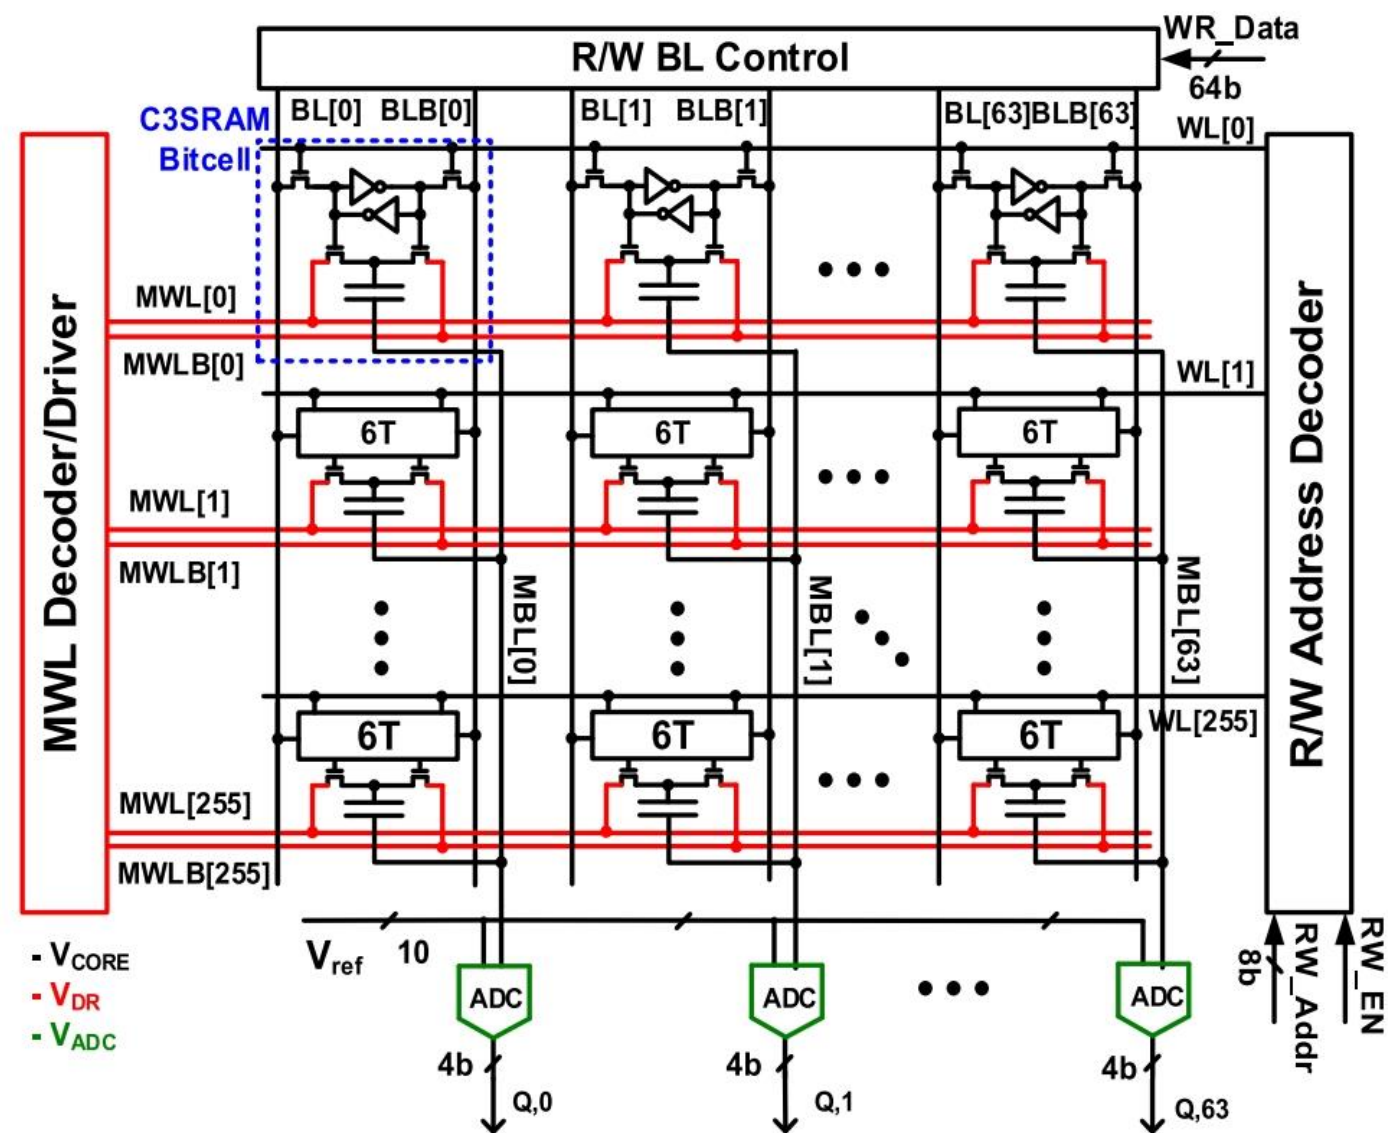 WR_Data
R/W BL Control
64b
BL[0] BLB[0]
BL[1] BLB[1]
BL[63]BLB[63]
C3SRAM
Bitcell
WL[0]
MWL[0]
MWLB[0]
WL[1]
6T
6T
6T
MWL[1]
MWLB[1]
MBL[0]
MBL[1]
MBL[63]
MWL Decoder/Driver
R/W Address Decoder
6T
6T
6T
WL[255]
MWL[255]
MWLB[255]
Vref
10
- VCORE
- VDR
- VADC
ADC
ADC
ADC
8b
RW_Addr
RW_EN
4b
4b
4b
Q,0
Q,1
Q,63